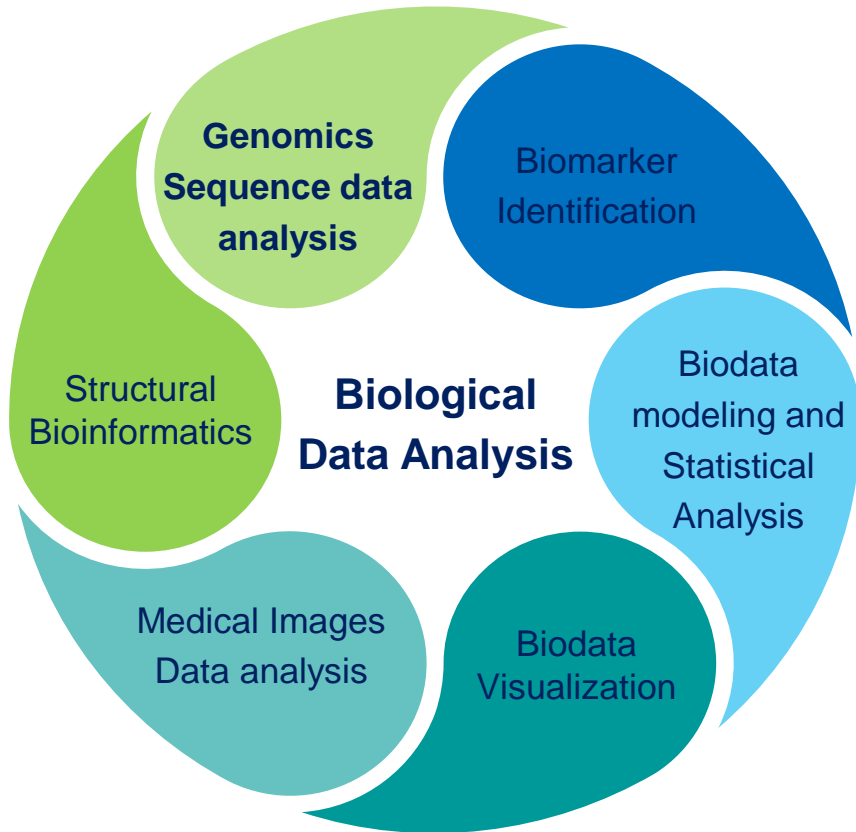 Genomics
Sequence data
analysis
Biomarker
Identification
Structural
Bioinformatics
Biological
Data Analysis
Biodata
modeling and
Statistical
Analysis
Medical Images
Data analysis
Biodata
Visualization